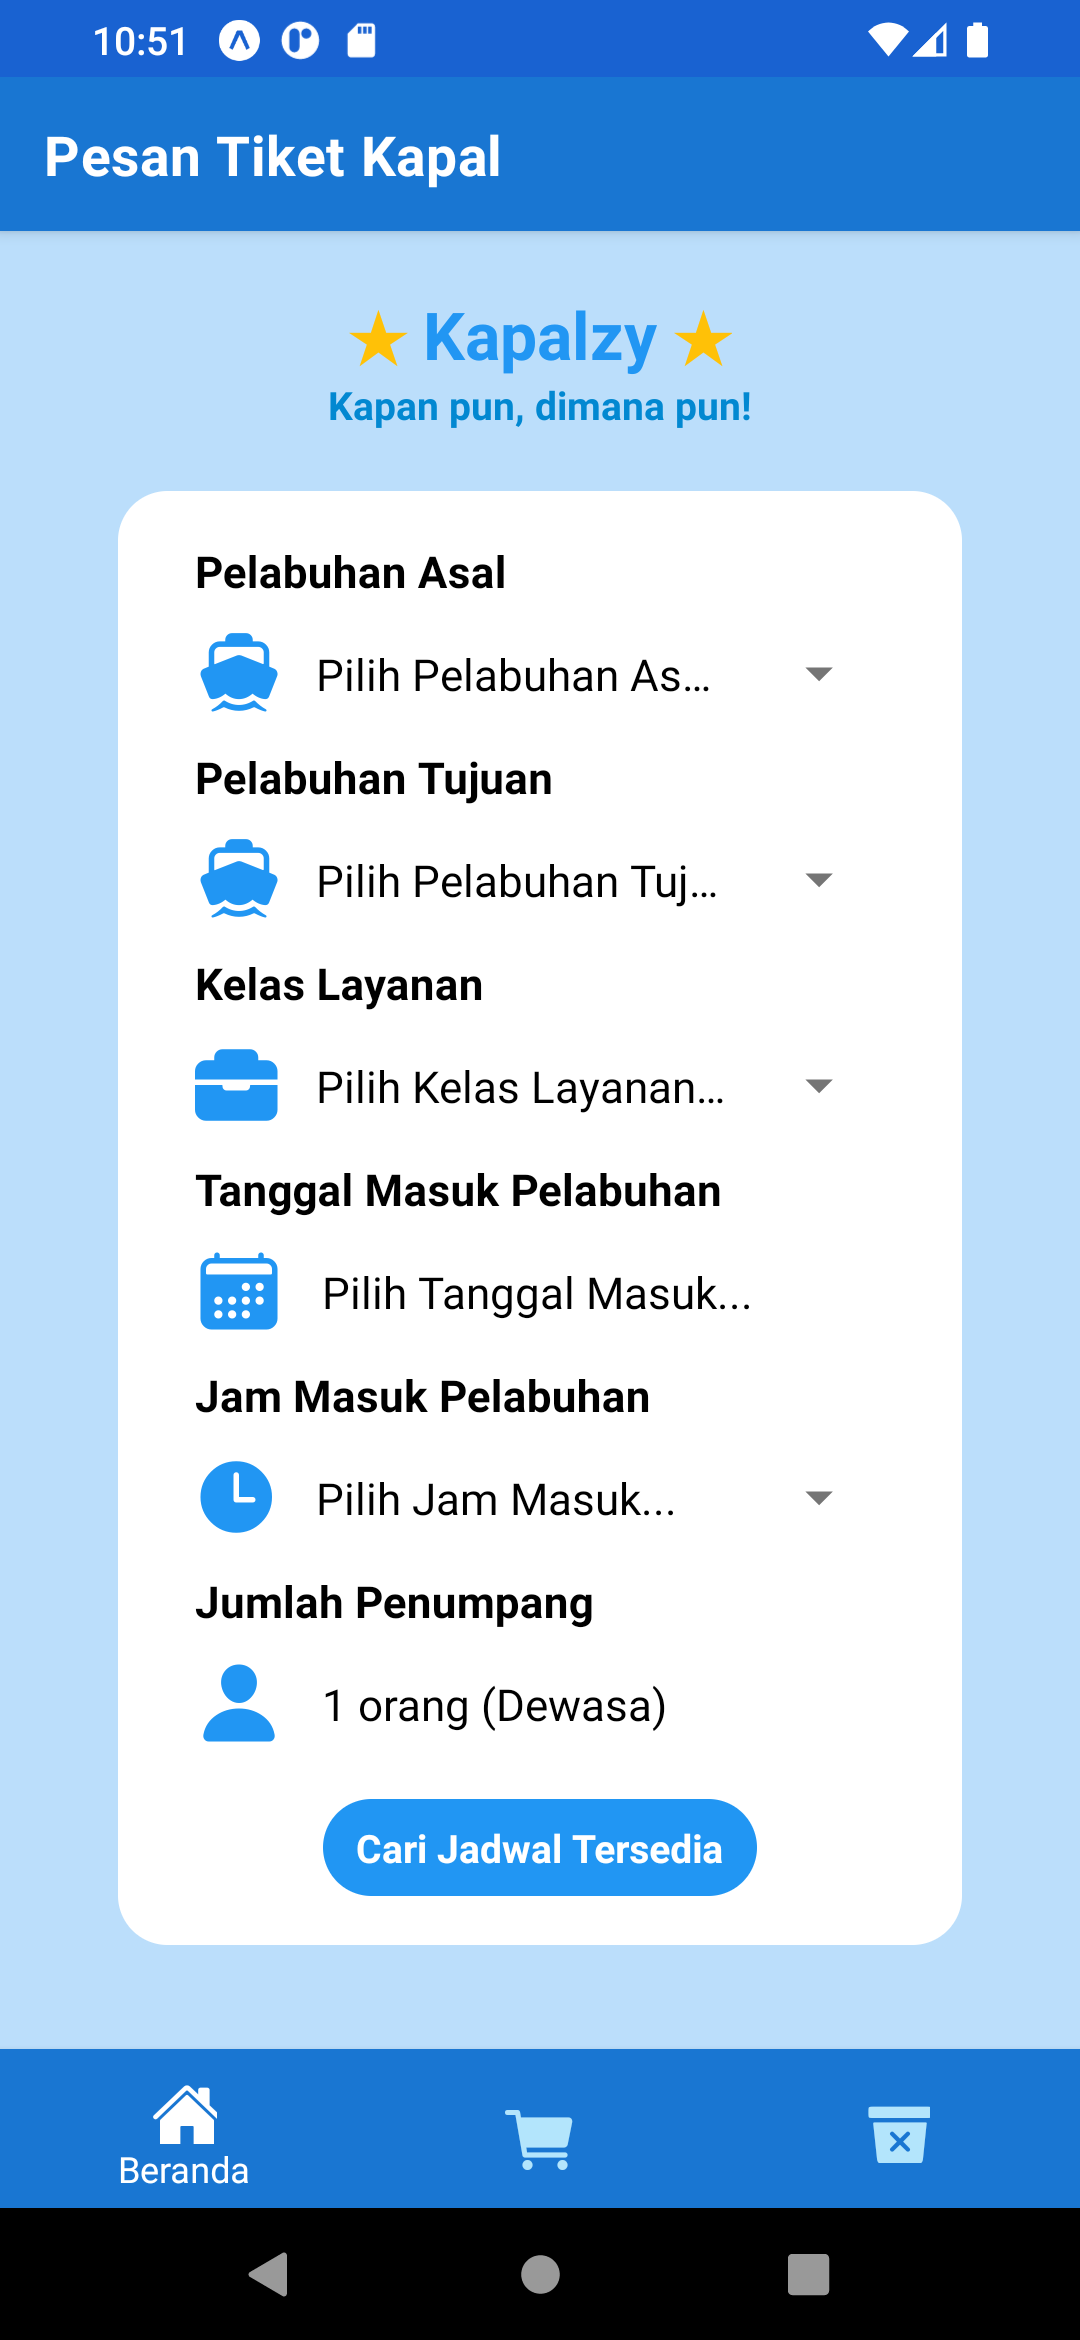 10:51
Pesan Tiket Kapal
Kapalzy
Kapan pun, dimana pun!
Pelabuhan Asal
Pilih Pelabuhan As...
Pelabuhan Tujuan
Pilih Pelabuhan Tuj...
Kelas Layanan
Pilih Kelas Layanan...
Tanggal Masuk Pelabuhan
Pilih Tanggal Masuk...
Jam Masuk Pelabuhan
Pilih Jam Masuk...
Jumlah Penumpang
1 orang (Dewasa)
Cari Jadwal Tersedia
Beranda